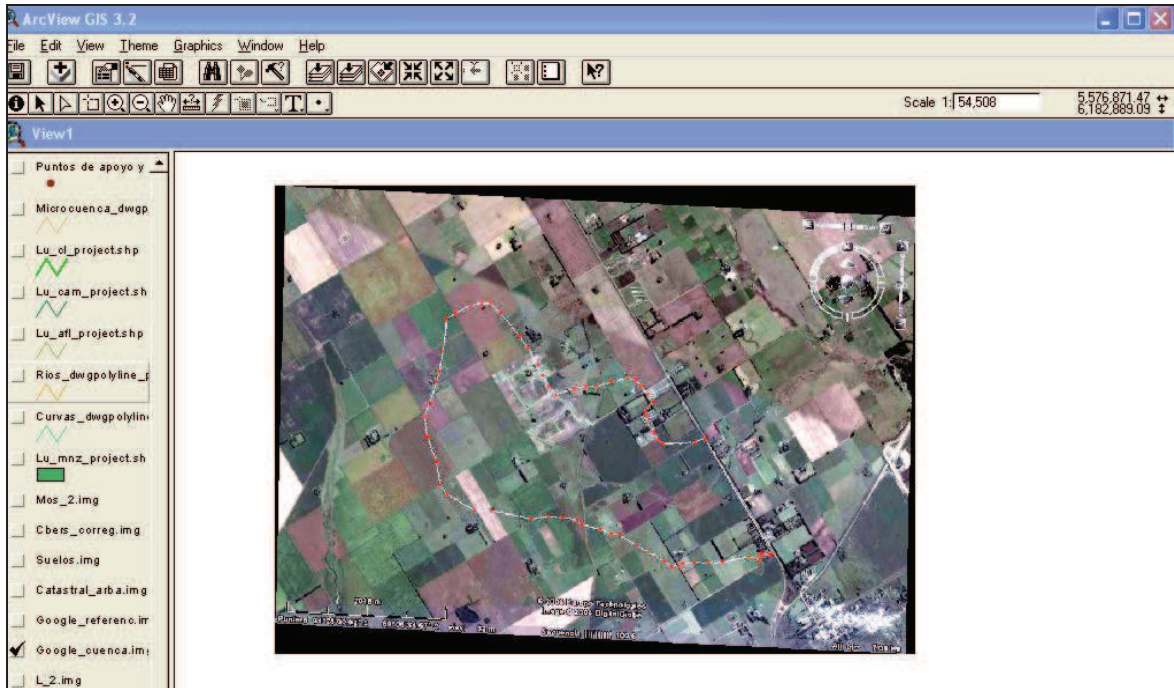 ArcView GIS 3.2
File Edit View Theme Graphics Window Help
Scale 1: 54,508
5,576,871.47
6,182,889.09
View1
Puntos de apoyo y
Microcuenca_dwgp
Lu_cl_project.shp
Lu_cam_project.sh
Lu_afl_project.shp
Rios_dwgpolyline_p
Curvas_dwgpolyline
Lu_mnz_project.sh
Mos_2.img
Cbers_correg.img
Suelos.img
Catastral_arba.img
Google_referenc.im
Google_cuenca.img
L_2.img